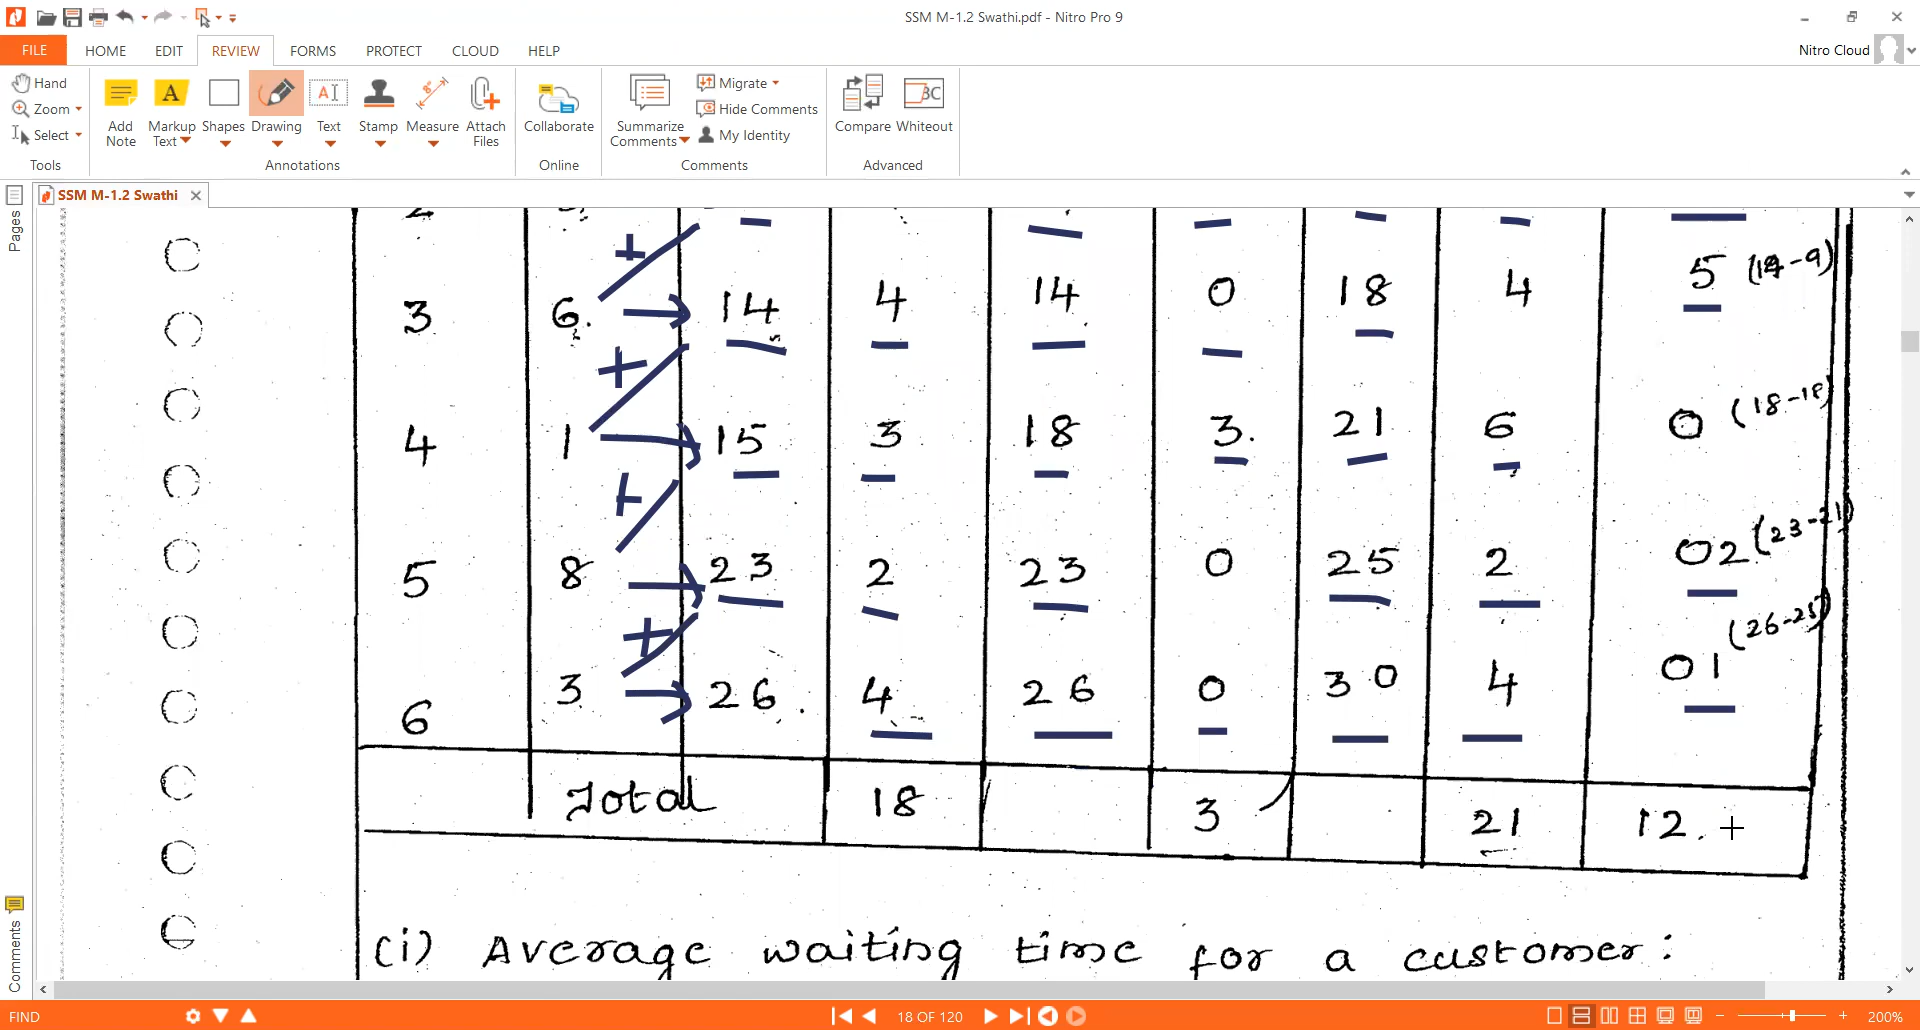 SSM M-1.2 Swathi.pdf - Nitro Pro 9
FILE HOME EDIT REVIEW FORMS PROTECT CLOUD HELP
Nitro Cloud
Hand
Zoom
Select
Tools
Add Note
Markup Text
Shapes
Drawing
Text
Stamp
Measure
Attach Files
Annotations
Collaborate
Online
Summarize Comments
Migrate
Hide Comments
My Identity
Comments
Compare
Whiteout
Advanced
SSM M-1.2 Swathi
Pages
3 6. 14 4 14 0 18 4 5 (14-9)
4 1 15 3 18 3. 21 6 0 (18-18)
5 8 23 2 23 0 25 2 02 (23-21)
6 3 26. 4 26 0 30 4 01 (26-25)
Total 18 3 21 12.
(i) Average waiting time for a customer:
Comments
FIND
18 OF 120
200%